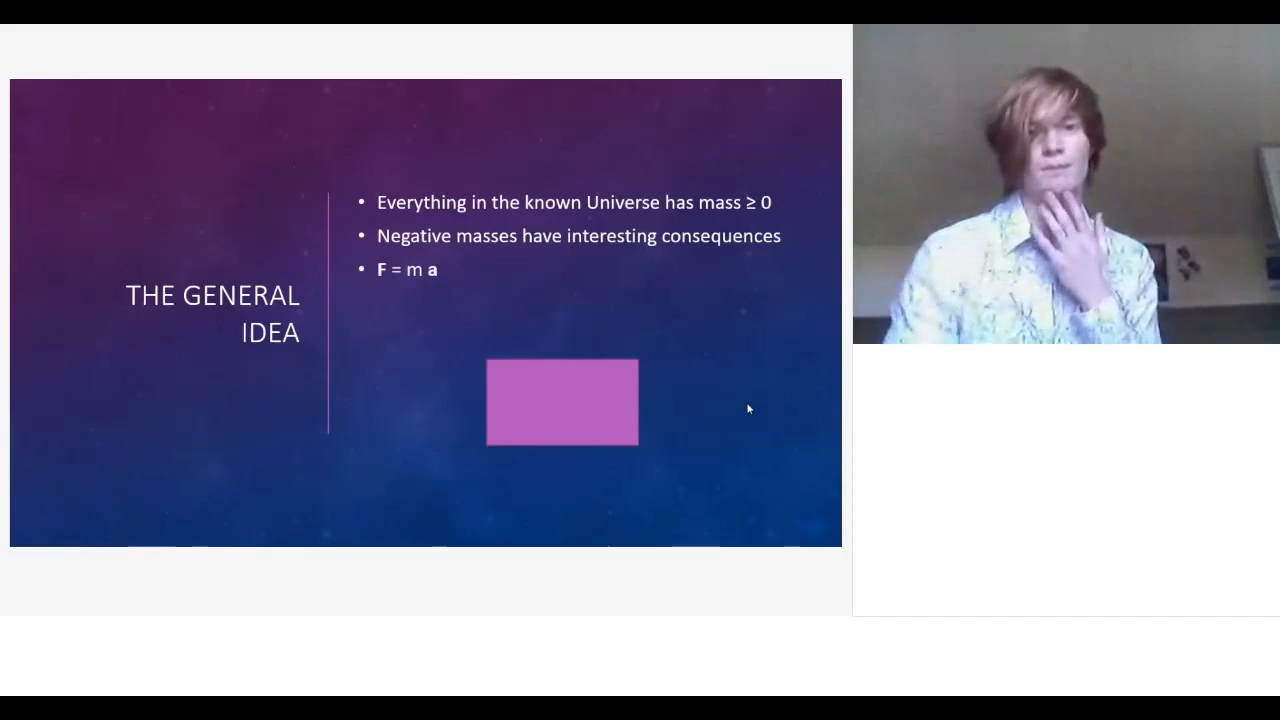 THE GENERAL
IDEA
• Everything in the known Universe has mass ≥ 0
• Negative masses have interesting consequences
• F = m a